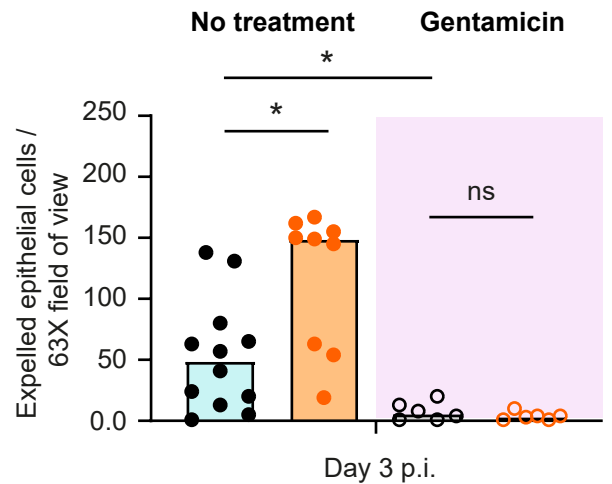 No treatment Gentamicin
*
*
ns
Expelled epithelial cells /
63X field of view
250
200
150
100
50
0.0
Day 3 p.i.